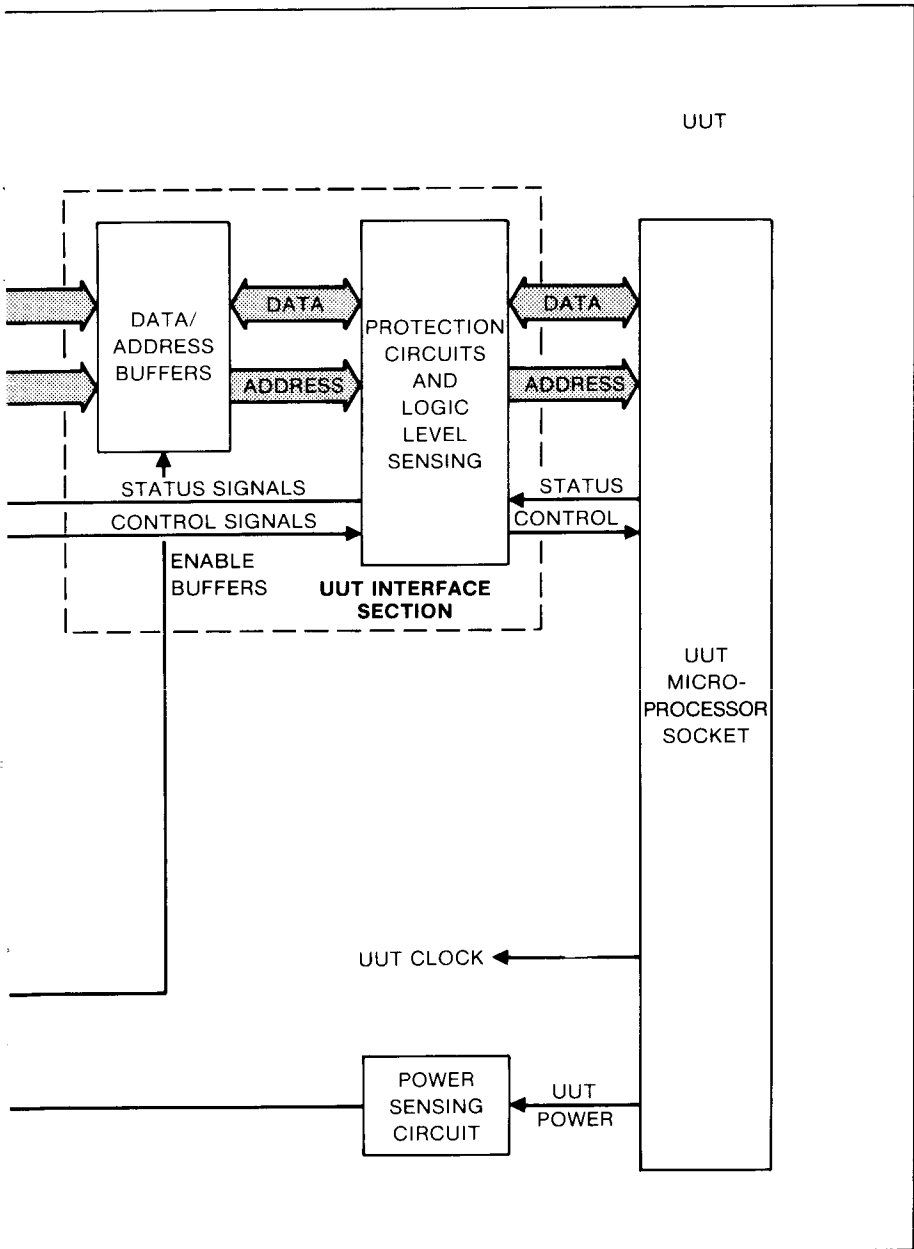 UUT
DATA/
ADDRESS
BUFFERS
DATA
ADDRESS
PROTECTION
CIRCUITS
AND
LOGIC
LEVEL
SENSING
DATA
ADDRESS
STATUS SIGNALS
CONTROL SIGNALS
STATUS
CONTROL
ENABLE
BUFFERS
UUT INTERFACE
SECTION
UUT
MICRO-
PROCESSOR
SOCKET
UUT CLOCK
POWER
SENSING
CIRCUIT
UUT
POWER